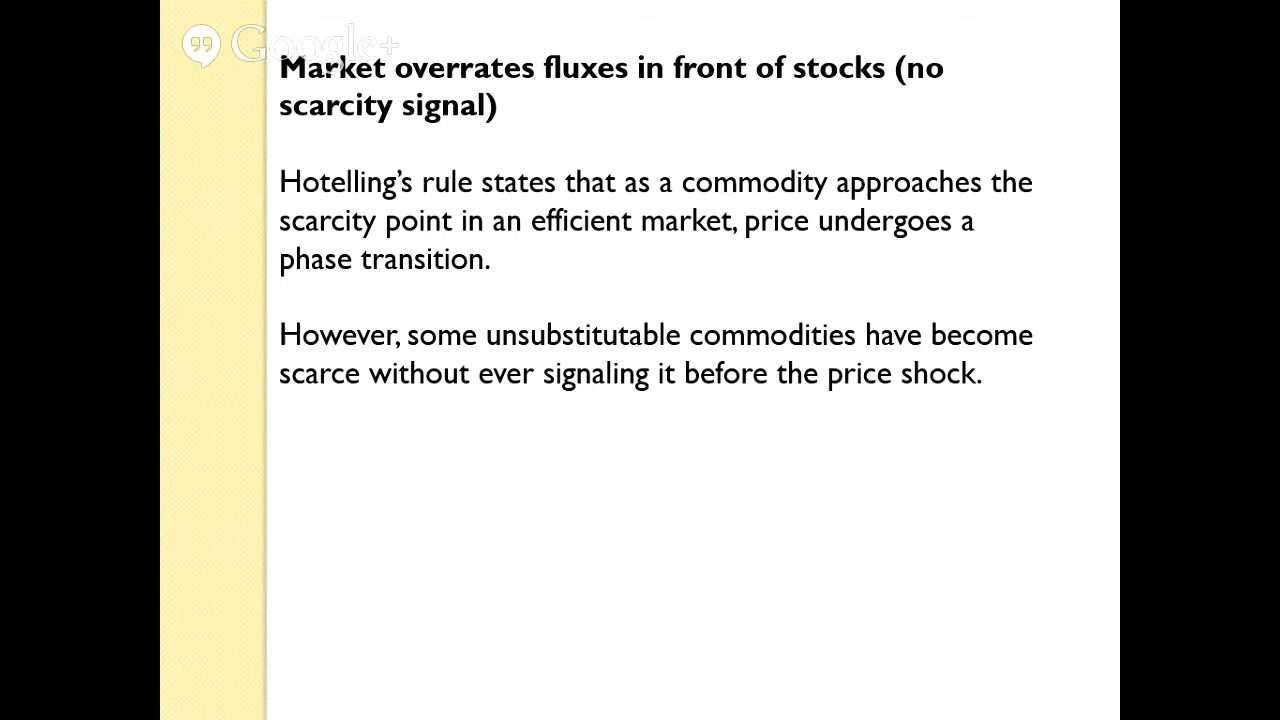 Google+
Market overrates fluxes in front of stocks (no
scarcity signal)
Hotelling's rule states that as a commodity approaches the
scarcity point in an efficient market, price undergoes a
phase transition.
However, some unsubstitutable commodities have become
scarce without ever signaling it before the price shock.